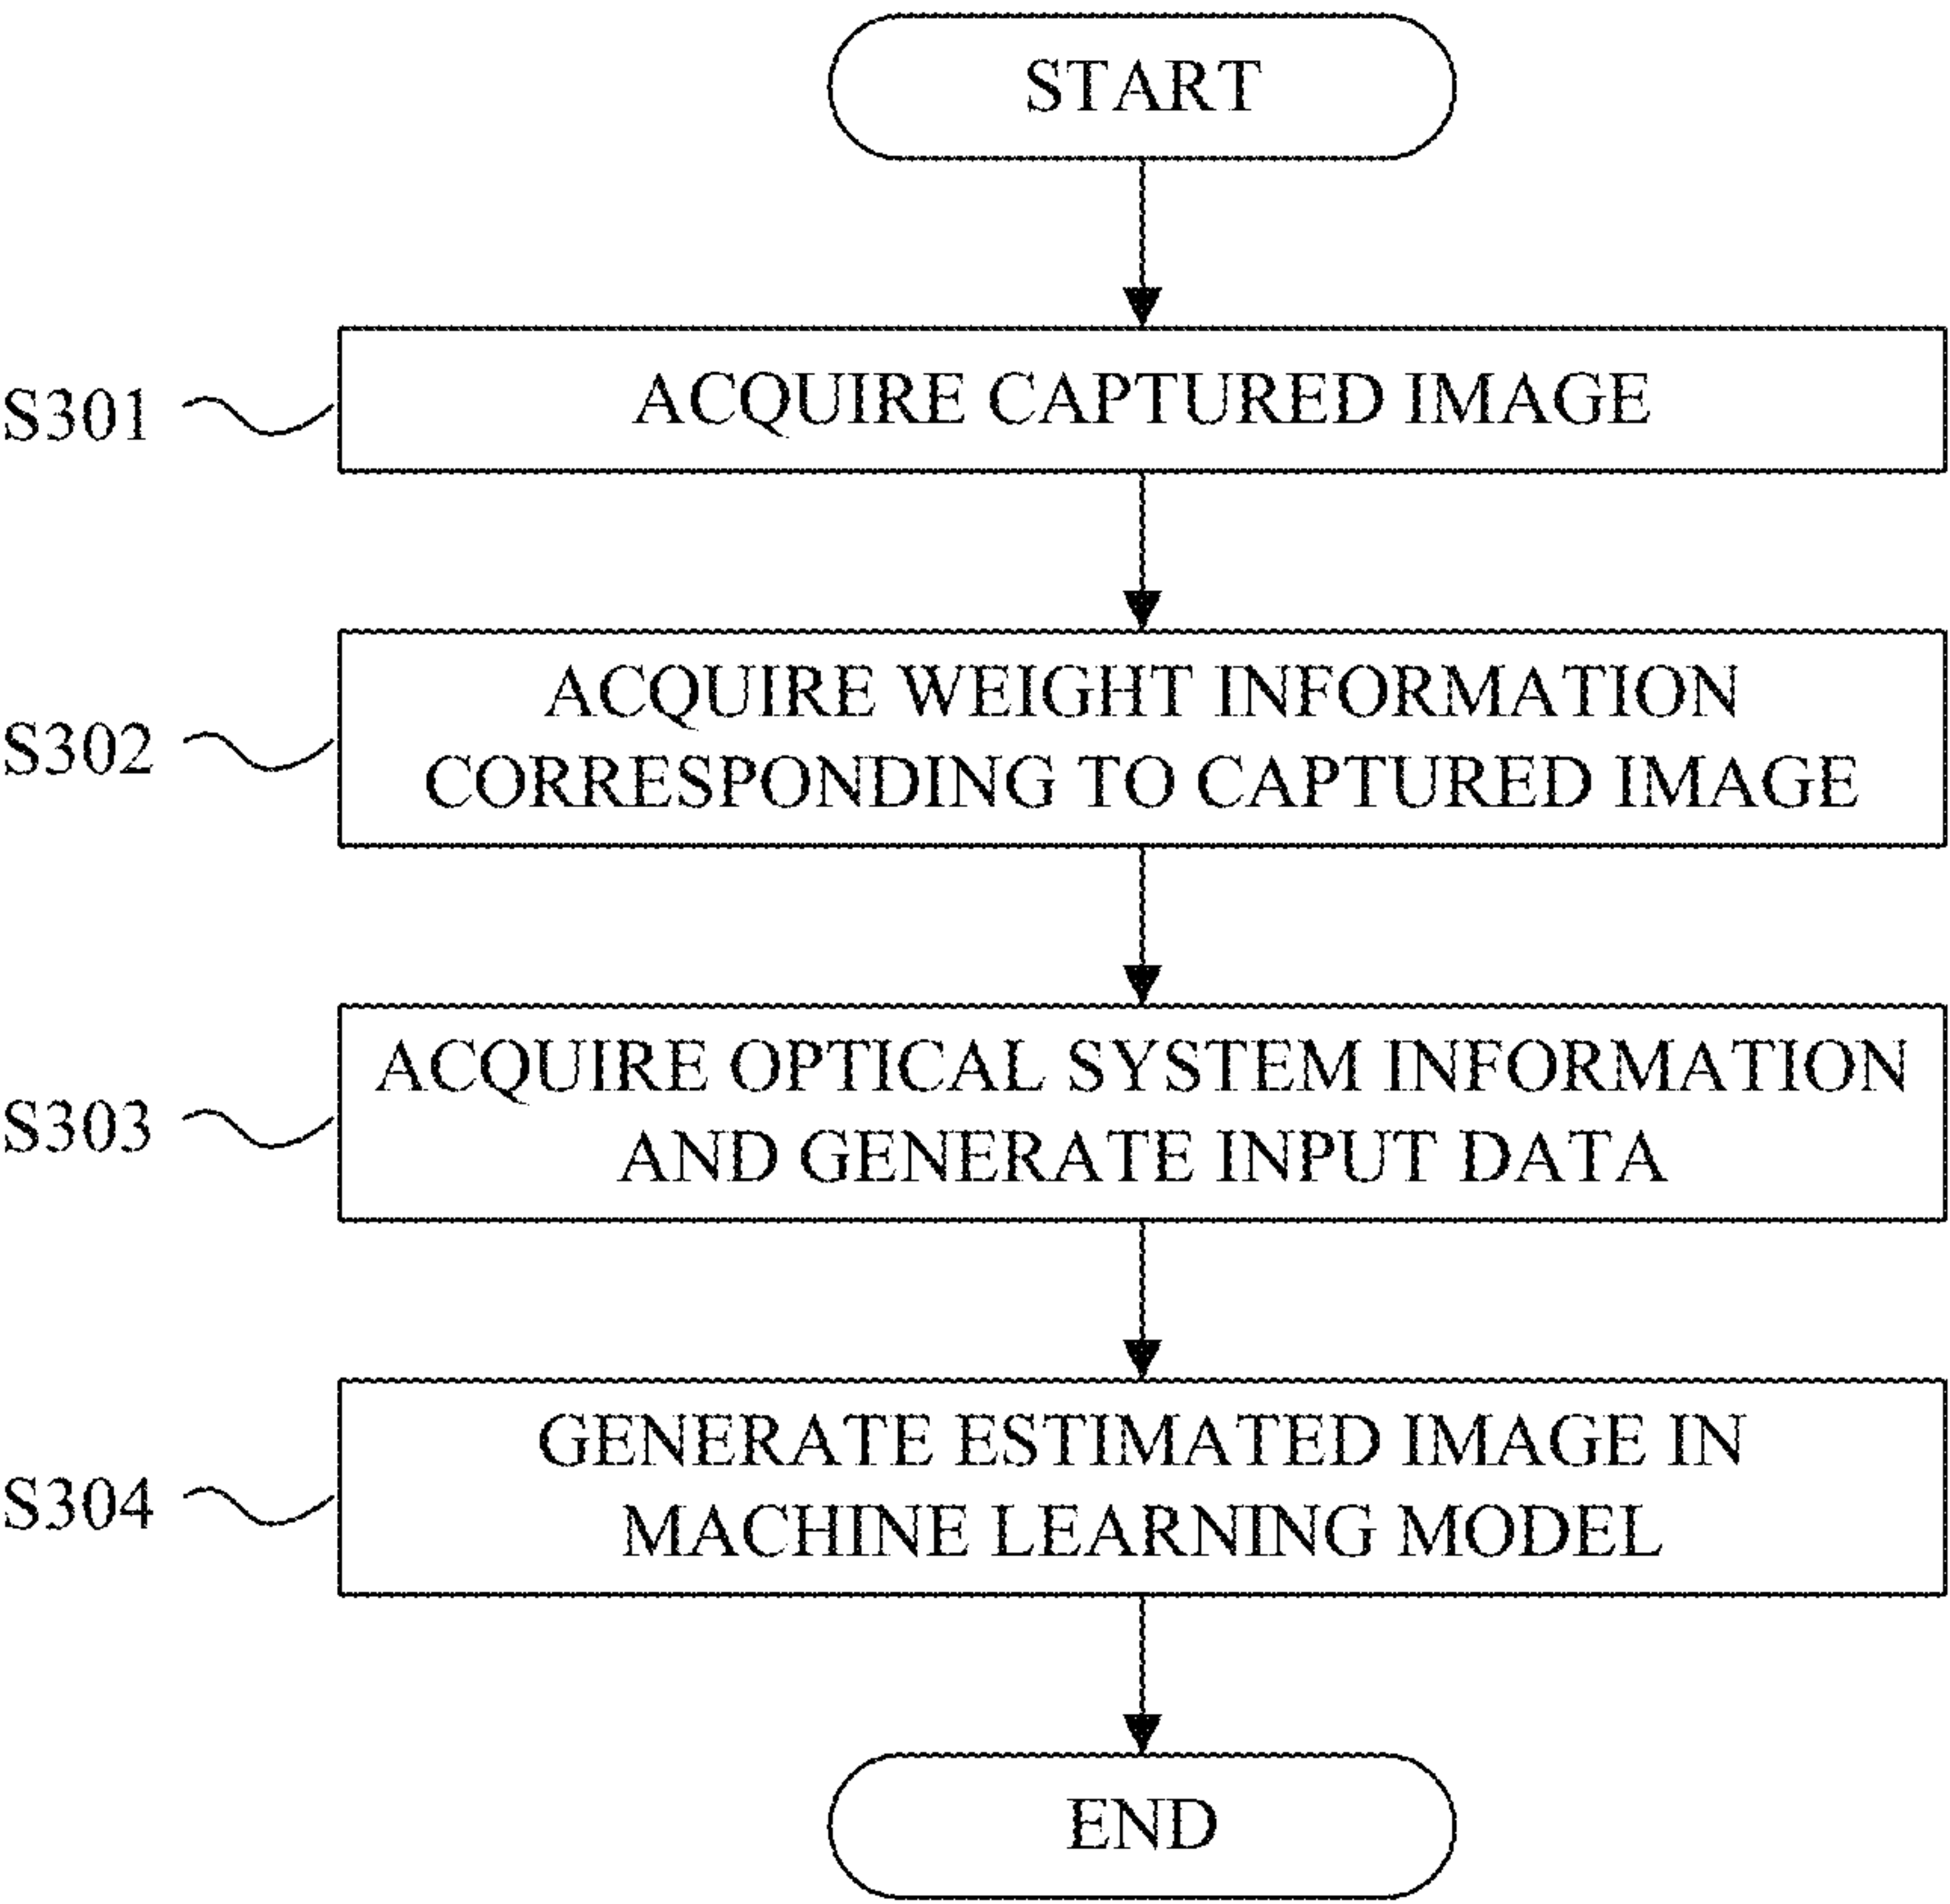 START
S301
ACQUIRE CAPTURED IMAGE
S302
ACQUIRE WEIGHT INFORMATION
CORRESPONDING TO CAPTURED IMAGE
S303
ACQUIRE OPTICAL SYSTEM INFORMATION
AND GENERATE INPUT DATA
S304
GENERATE ESTIMATED IMAGE IN
MACHINE LEARNING MODEL
END